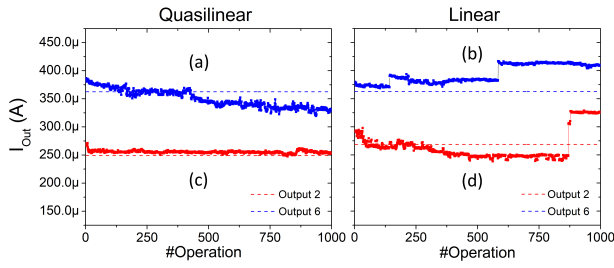 Quasilinear
Linear
450.0µ
400.0µ
350.0µ
300.0µ
250.0µ
200.0µ
150.0µ
I_Out (A)
(a)
(b)
(c)
(d)
Output 2
Output 6
Output 2
Output 6
0 250 500 750 1000
0 250 500 750 1000
#Operation
#Operation